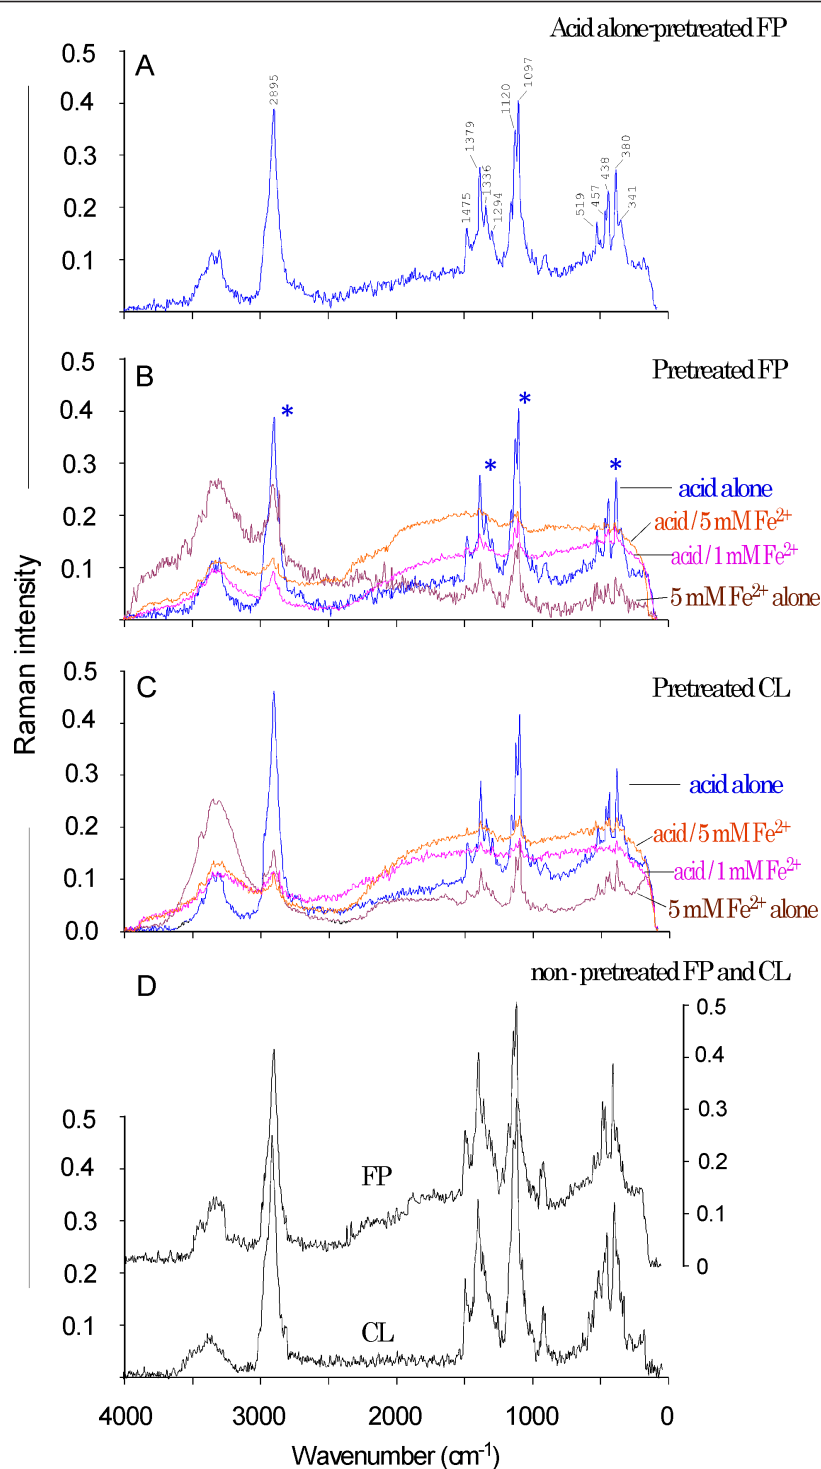 Acid alone-pretreated FP
A
0.5
0.4
0.3
0.2
0.1
2895
1475
1379
1336
1294
1120
1097
519
457
438
380
341
Pretreated FP
B
0.5
0.4
0.3
0.2
0.1
*
*
*
*
acid alone
acid/5 mM Fe²⁺
acid/1 mM Fe²⁺
5 mM Fe²⁺ alone
Raman intensity
Pretreated CL
C
0.5
0.4
0.3
0.2
0.1
0.0
acid alone
acid/5 mM Fe²⁺
acid/1 mM Fe²⁺
5 mM Fe²⁺ alone
non-pretreated FP and CL
D
0.5
0.4
0.3
0.2
0.1
0
0.5
0.4
0.3
0.2
0.1
FP
CL
4000 3000 2000 1000 0
Wavenumber (cm⁻¹)